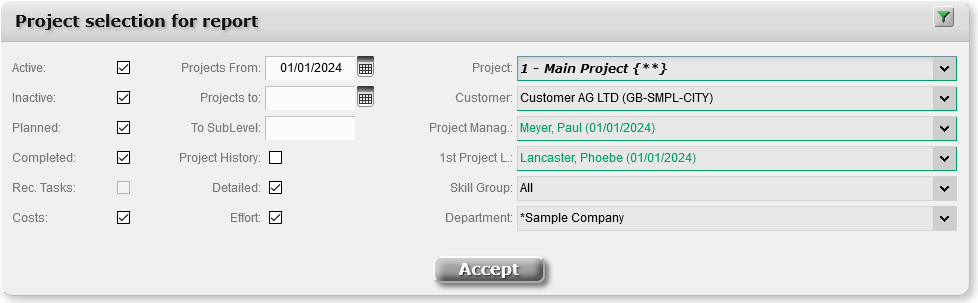 Project selection for report
Active: Projects From: 01/01/2024 Project: 1 - Main Project {**}
Inactive: Projects to: Customer: Customer AG LTD (GB-SMPL-CITY)
Planned: To SubLevel: Project Manag.: Meyer, Paul (01/01/2024)
Completed: Project History: 1st Project L.: Lancaster, Phoebe (01/01/2024)
Rec. Tasks: Detailed: Skill Group: All
Costs: Effort: Department: *Sample Company
Accept